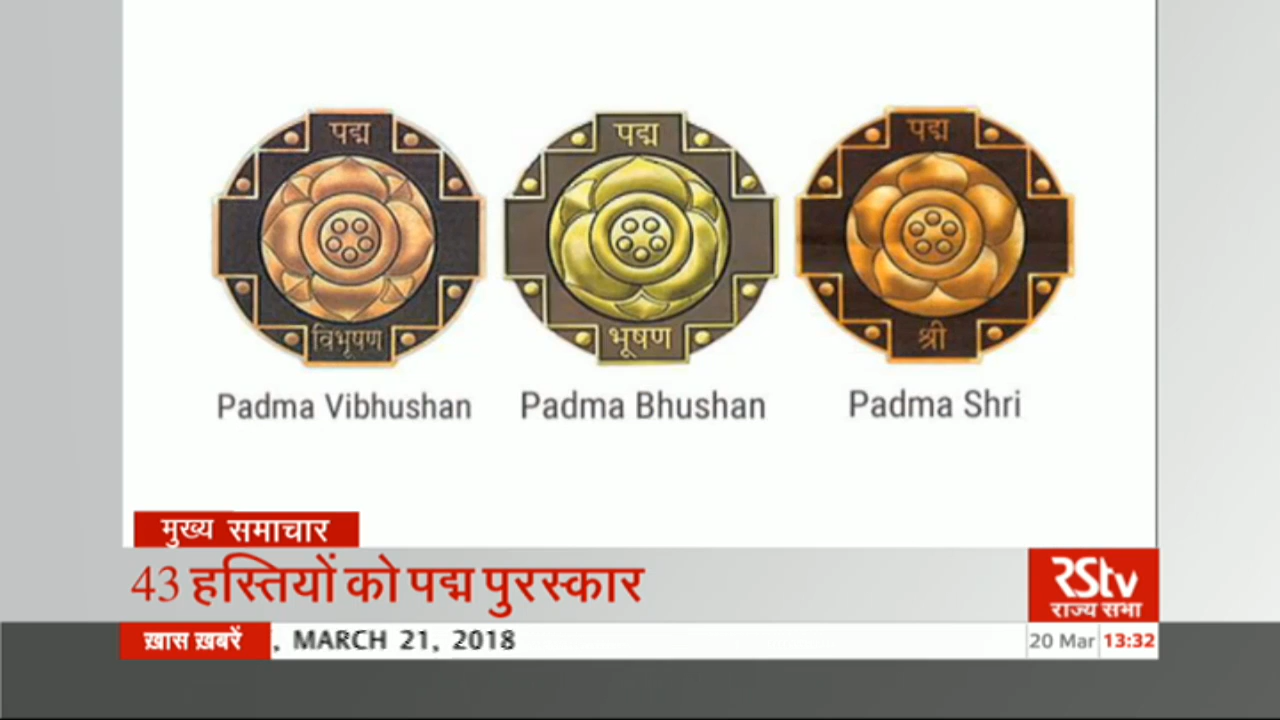 पद्म
विभूषण
पद्म
भूषण
पद्म
श्री
Padma Vibhushan
Padma Bhushan
Padma Shri
मुख्य समाचार
43 हस्तियों को पद्म पुरस्कार
RStv
राज्य सभा
ख़ास ख़बरें
, MARCH 21, 2018
20 Mar 13:32